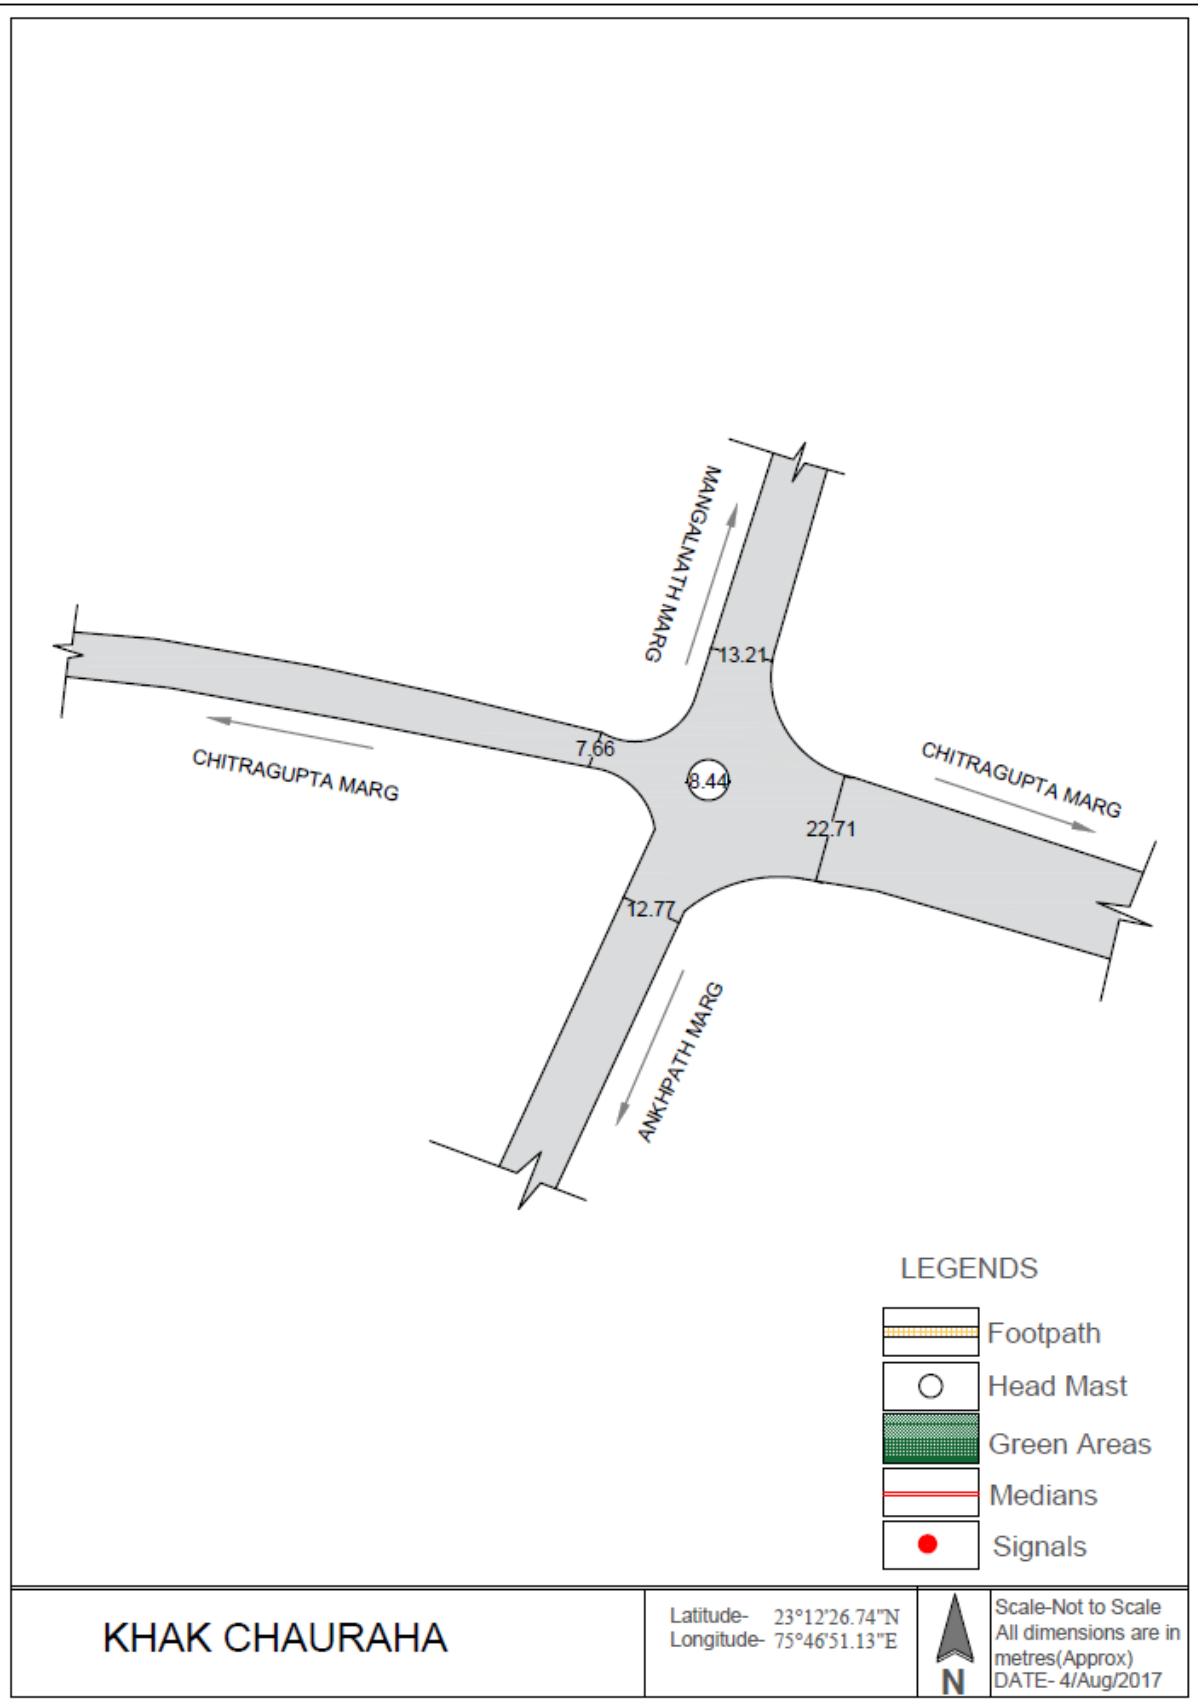 MANGALNATH MARG
13.21
CHITRAGUPTA MARG
7.66
CHITRAGUPTA MARG
8.44
22.71
12.77
ANKHPATH MARG
LEGENDS
Footpath
Head Mast
Green Areas
Medians
Signals
KHAK CHAURAHA
Latitude- 23°12'26.74"N
Longitude- 75°46'51.13"E
N
Scale-Not to Scale
All dimensions are in
metres(Approx)
DATE- 4/Aug/2017